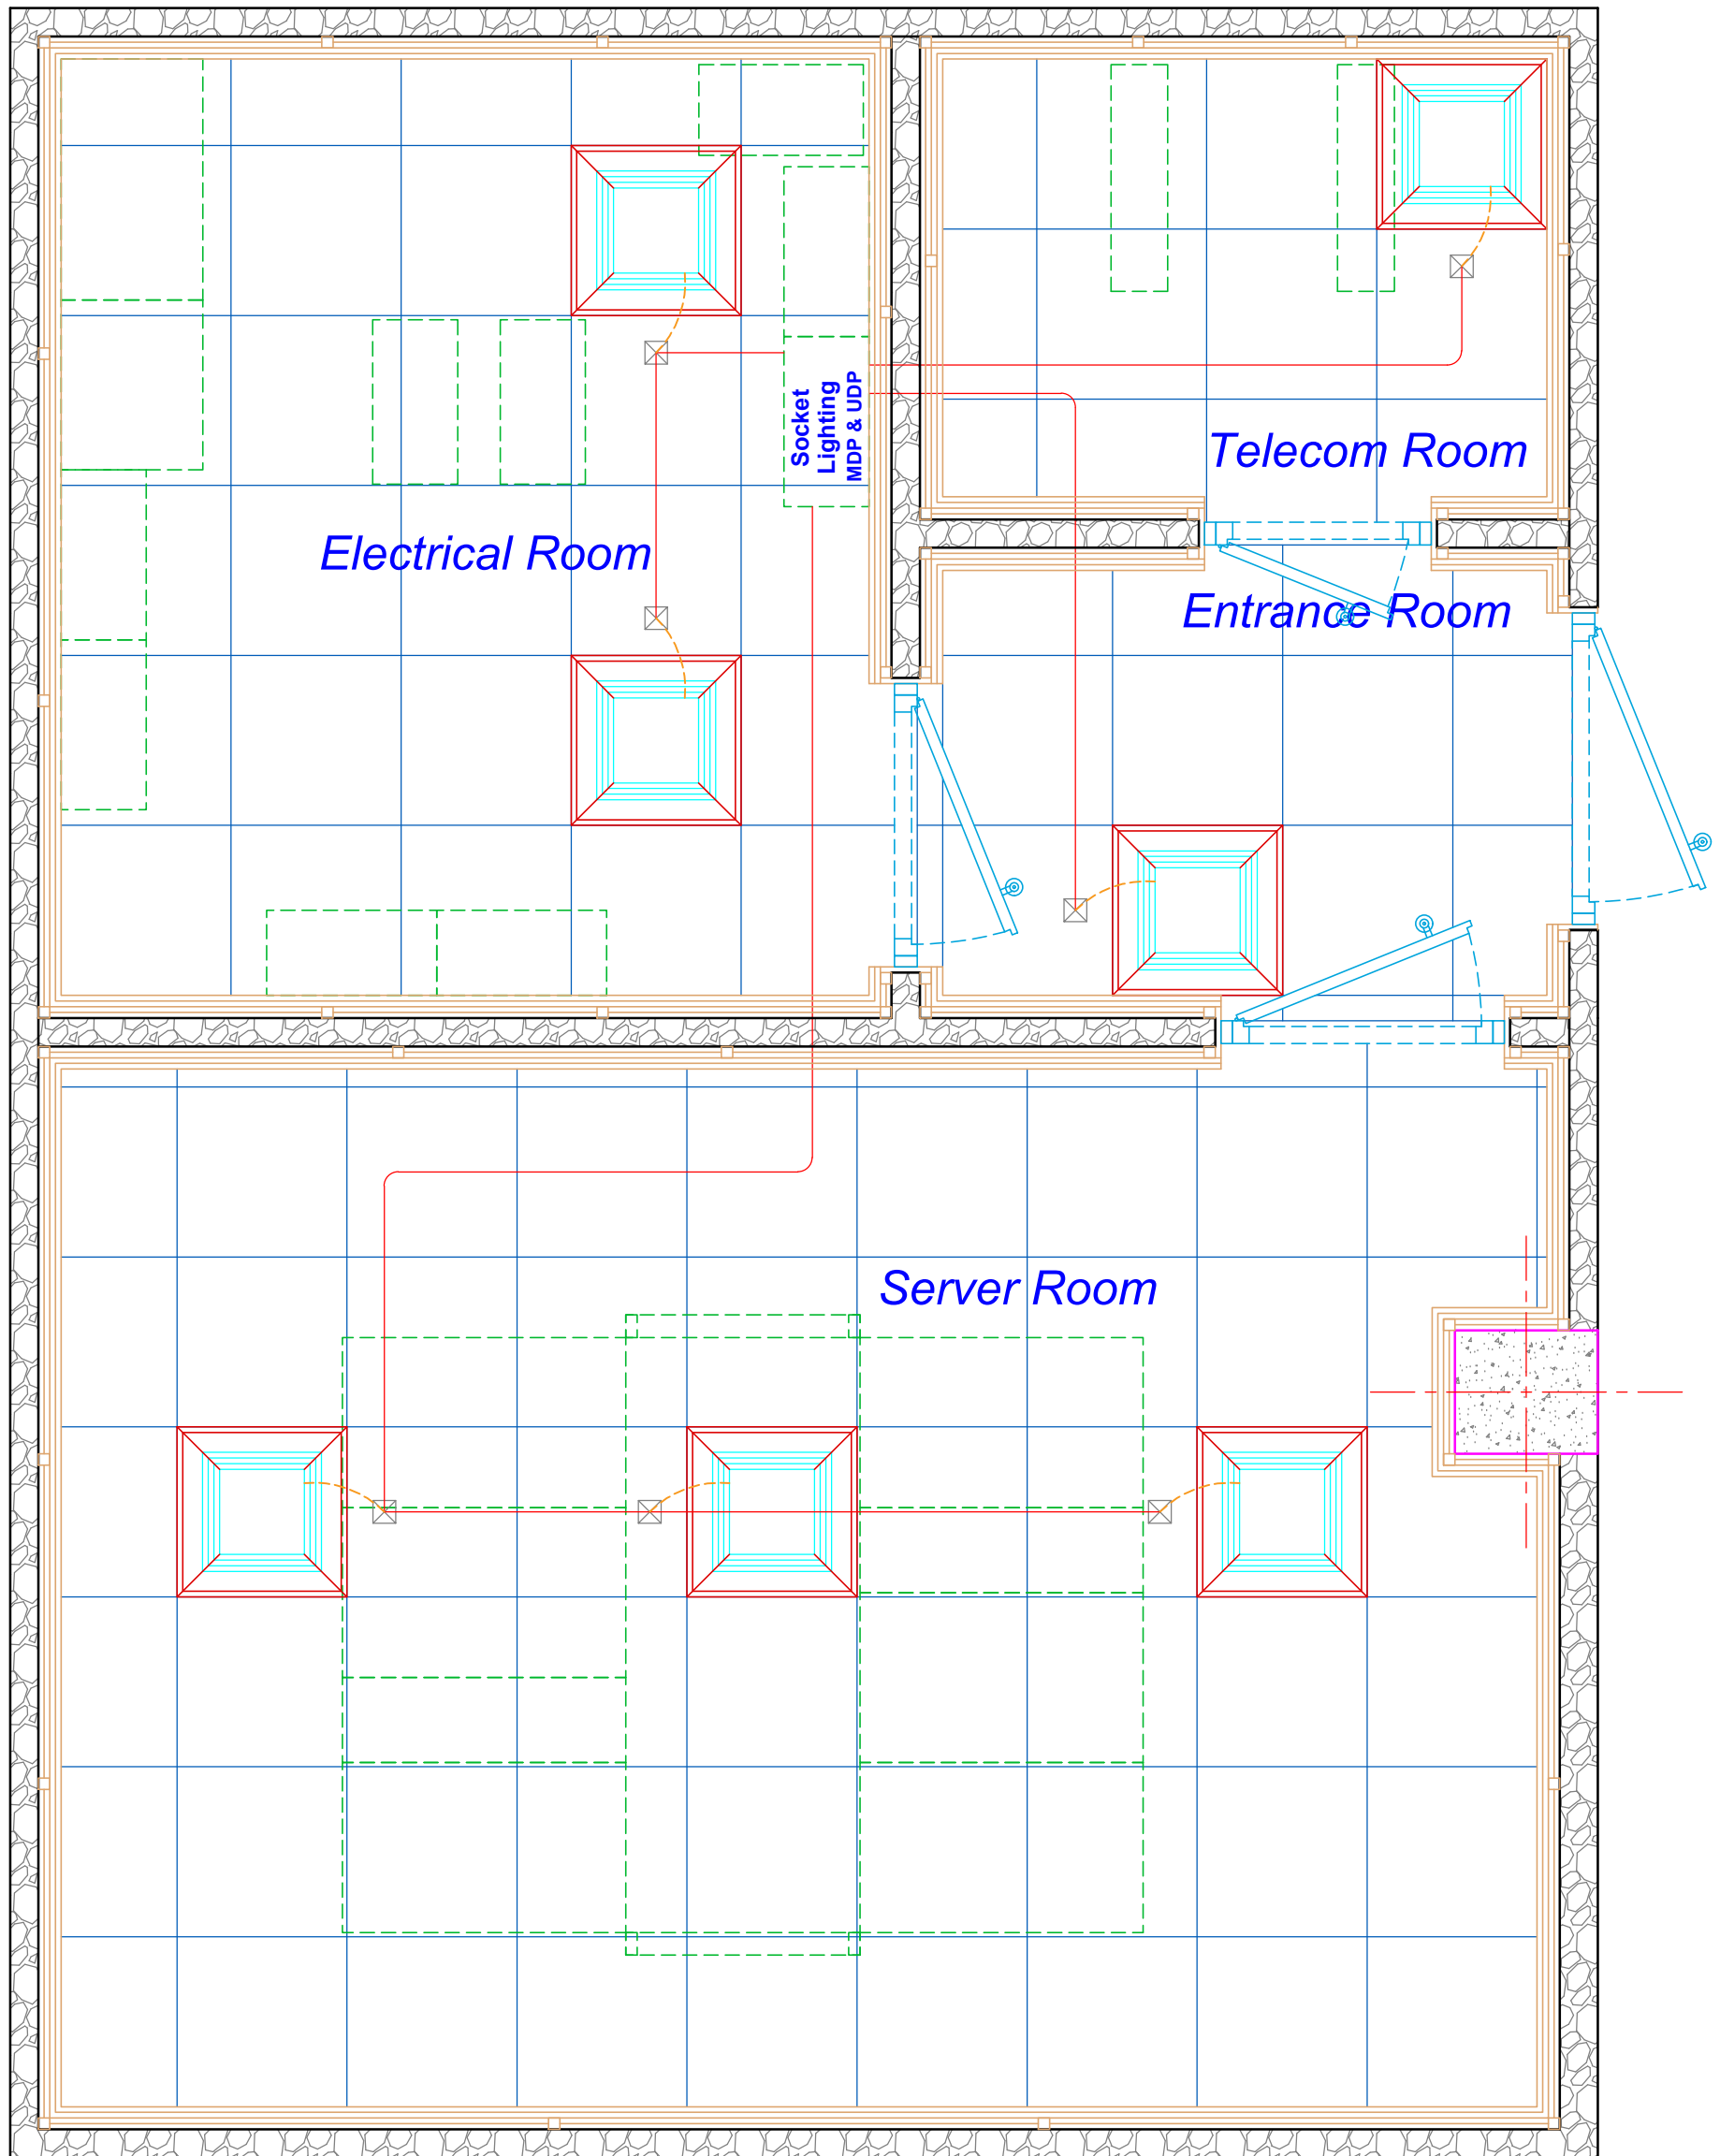 Socket
Lighting
MDP & UDP
Telecom Room
Electrical Room
Entrance Room
Server Room